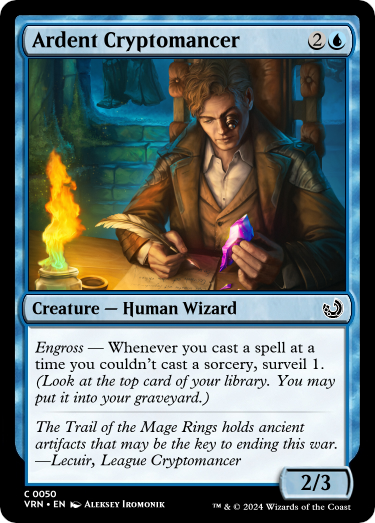 Ardent Cryptomancer 2
Creature — Human Wizard
Engross — Whenever you cast a spell at a
time you couldn't cast a sorcery, surveil 1.
(Look at the top card of your library. You may
put it into your graveyard.)
The Trail of the Mage Rings holds ancient
artifacts that may be the key to ending this war.
—Lecuir, League Cryptomancer
2/3
C 0050
VRN • EN Aleksey Iromonik
™ & © 2024 Wizards of the Coast